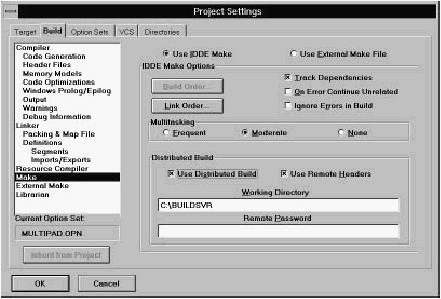 Project Settings
Target Build Option Sets VCS Directories
Compiler
Code Generation
Header Files
Memory Models
Code Optimizations
Windows Prolog/Epilog
Output
Warnings
Debug Information
Linker
Packing & Map File
Definitions
Segments
Imports/Exports
Resource Compiler
Make
External Make
Librarian
Current Option Set:
MULTIPAD.OPN
Inherit from Project
Use IDDE Make Use External Make File
IDDE Make Options
Build Order...
Link Order...
Track Dependencies
On Error Continue Unrelated
Ignore Errors in Build
Multitasking
Frequent Moderate None
Distributed Build
Use Distributed Build Use Remote Headers
Working Directory
C:\BUILDSVR
Remote Password
OK Cancel